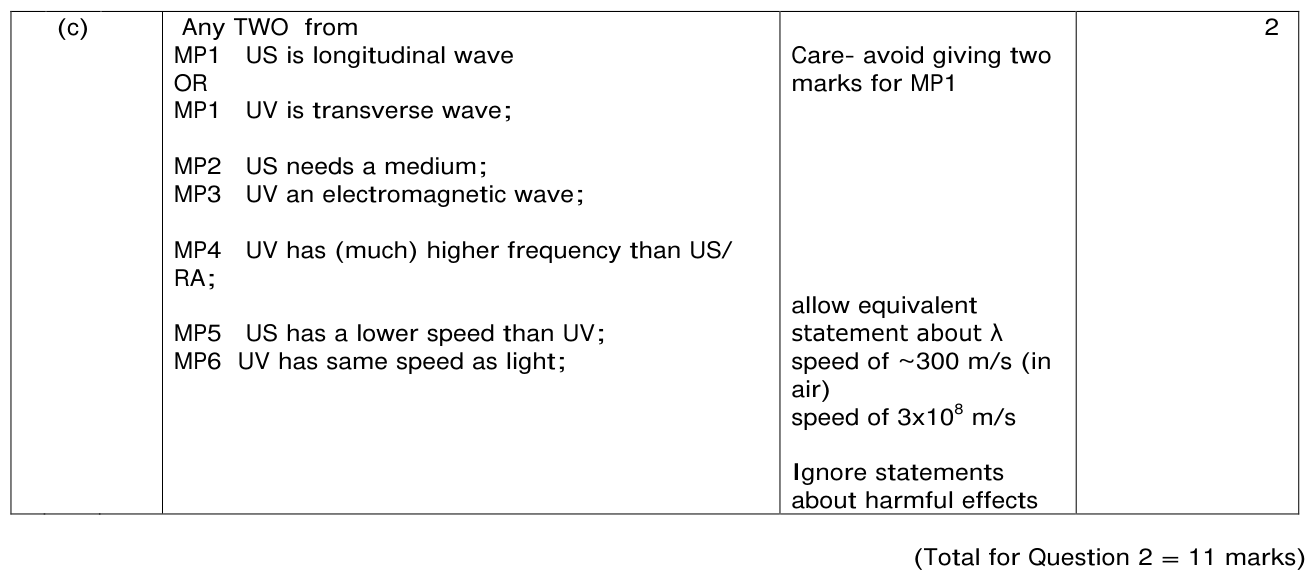 (c) Any TWO from 2
MP1 US is longitudinal wave Care- avoid giving two
OR marks for MP1
MP1 UV is transverse wave;
MP2 US needs a medium;
MP3 UV an electromagnetic wave;
MP4 UV has (much) higher frequency than US/
RA;
allow equivalent
MP5 US has a lower speed than UV; statement about λ
MP6 UV has same speed as light; speed of ~300 m/s (in
air)
speed of 3x10⁸ m/s
Ignore statements
about harmful effects
(Total for Question 2 = 11 marks)